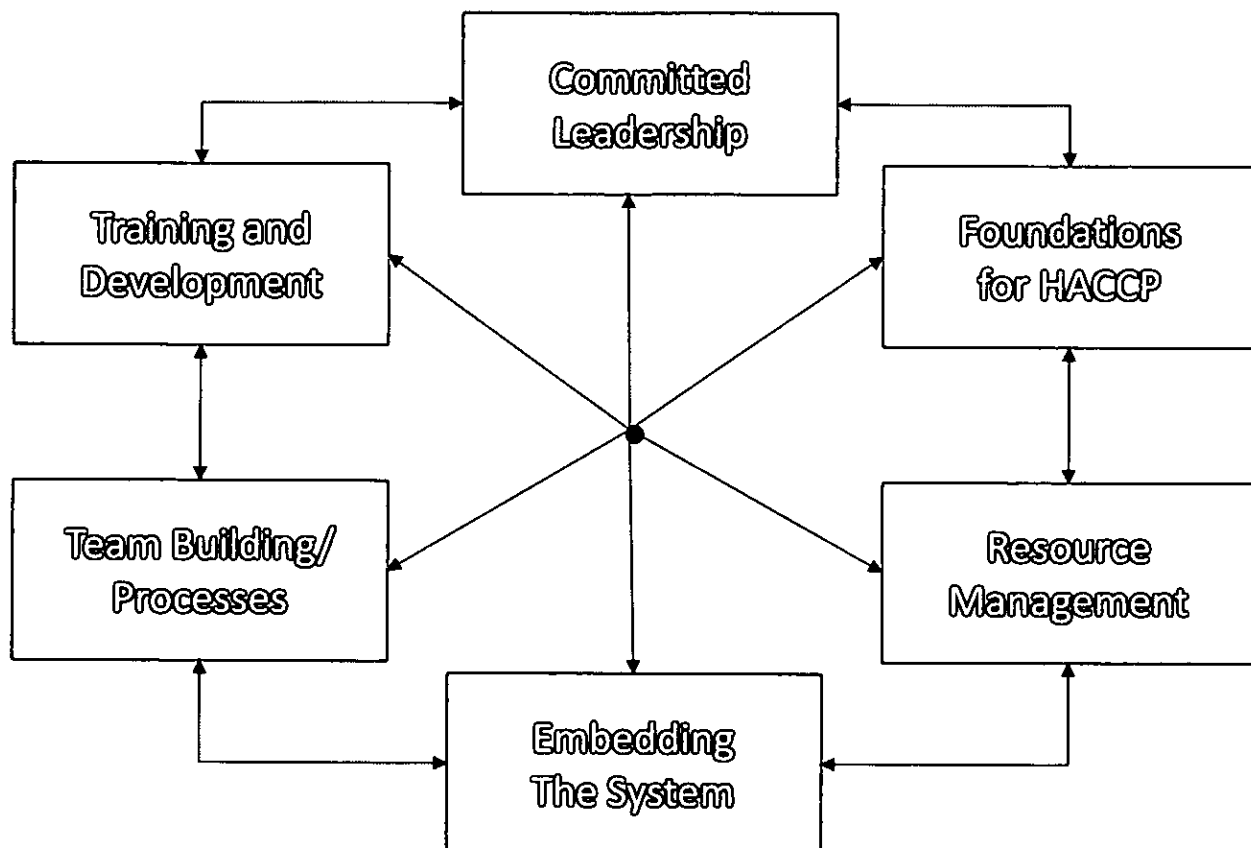 Committed
Leadership
Training and
Development
Foundations
for HACCP
Team Building/
Processes
Resource
Management
Embedding
The System